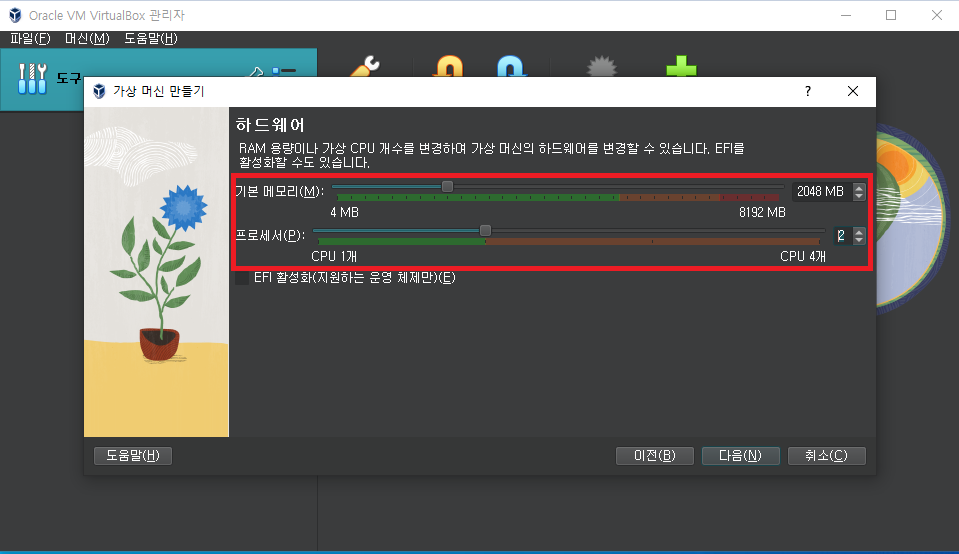 Oracle VM VirtualBox 관리자
파일(F) 머신(M) 도움말(H)
도구
가상 머신 만들기
?
하드웨어
RAM 용량이나 가상 CPU 개수를 변경하여 가상 머신의 하드웨어를 변경할 수 있습니다. EFI를
활성화할 수도 있습니다.
기본 메모리(M): 2048 MB
4 MB 8192 MB
프로세서(P): 2
CPU 1개 CPU 4개
EFI 활성화(지원하는 운영 체제만)(E)
도움말(H) 이전(B) 다음(N) 취소(C)